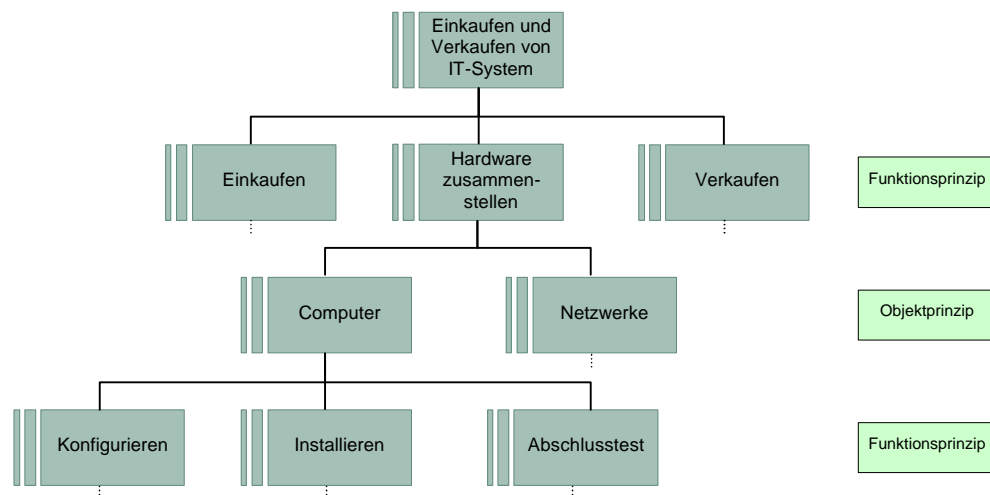 Einkaufen und
Verkaufen von
IT-System
Einkaufen
Hardware
zusammen-
stellen
Verkaufen
Funktionsprinzip
Computer
Netzwerke
Objektprinzip
Konfigurieren
Installieren
Abschlusstest
Funktionsprinzip